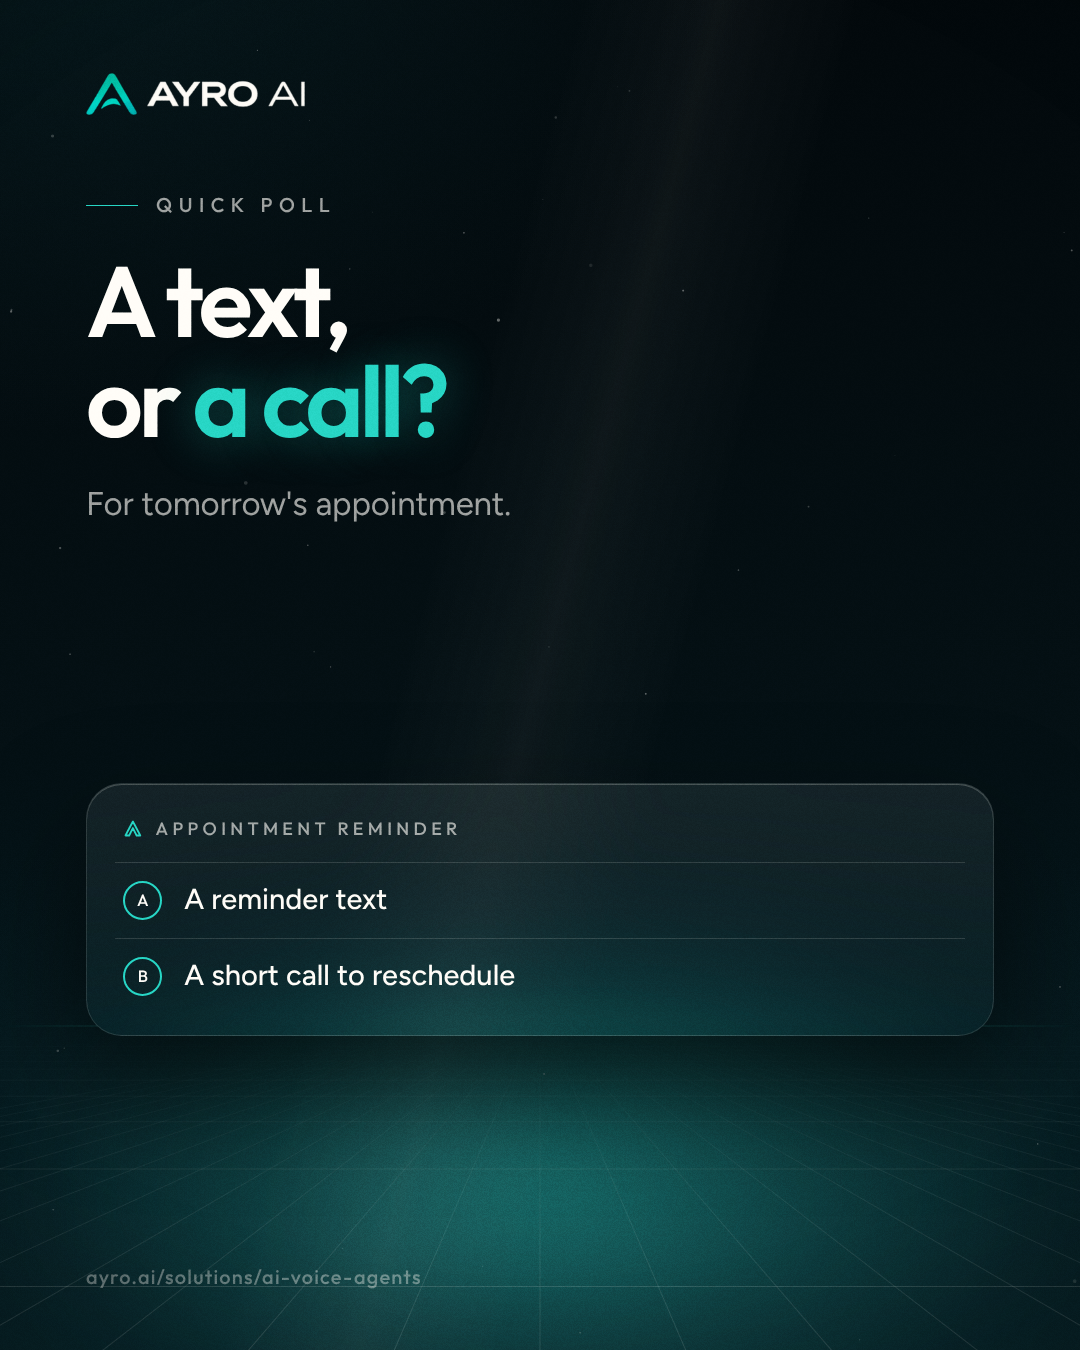 AYRO AI
QUICK POLL
A text,
or a call?
For tomorrow's appointment.
APPOINTMENT REMINDER
A A reminder text
B A short call to reschedule
ayro.ai/solutions/ai-voice-agents